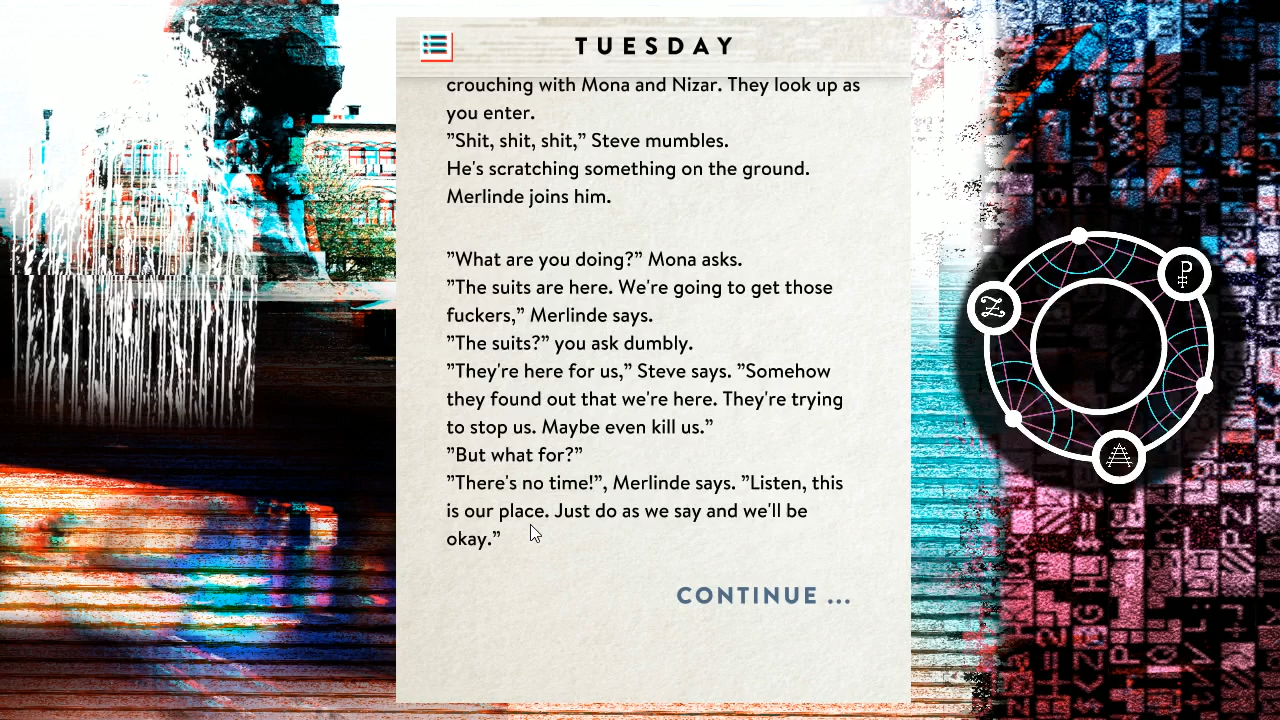 TUESDAY
crouching with Mona and Nizar. They look up as
you enter.
”Shit, shit, shit,” Steve mumbles.
He's scratching something on the ground.
Merlinde joins him.
”What are you doing?” Mona asks.
”The suits are here. We're going to get those
fuckers,” Merlinde says.
”The suits?” you ask dumbly.
”They're here for us,” Steve says. ”Somehow
they found out that we're here. They're trying
to stop us. Maybe even kill us.”
”But what for?”
”There's no time!”, Merlinde says. ”Listen, this
is our place. Just do as we say and we'll be
okay.”
CONTINUE ...